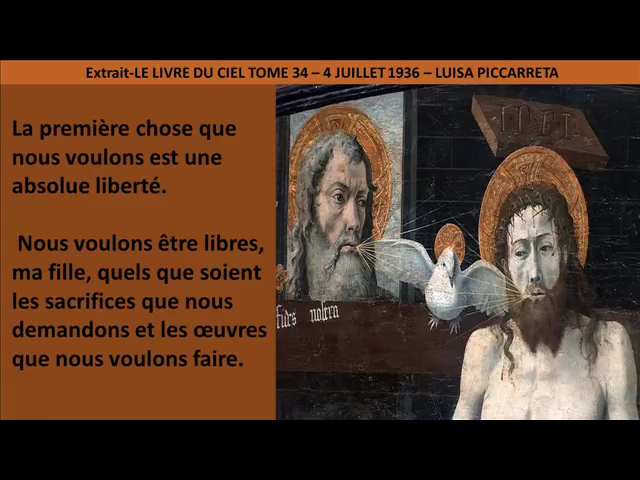 Extrait-LE LIVRE DU CIEL TOME 34 – 4 JUILLET 1936 – LUISA PICCARRETA
La première chose que
nous voulons est une
absolue liberté.
Nous voulons être libres,
ma fille, quels que soient
les sacrifices que nous
demandons et les œuvres
que nous voulons faire.
fides nostra